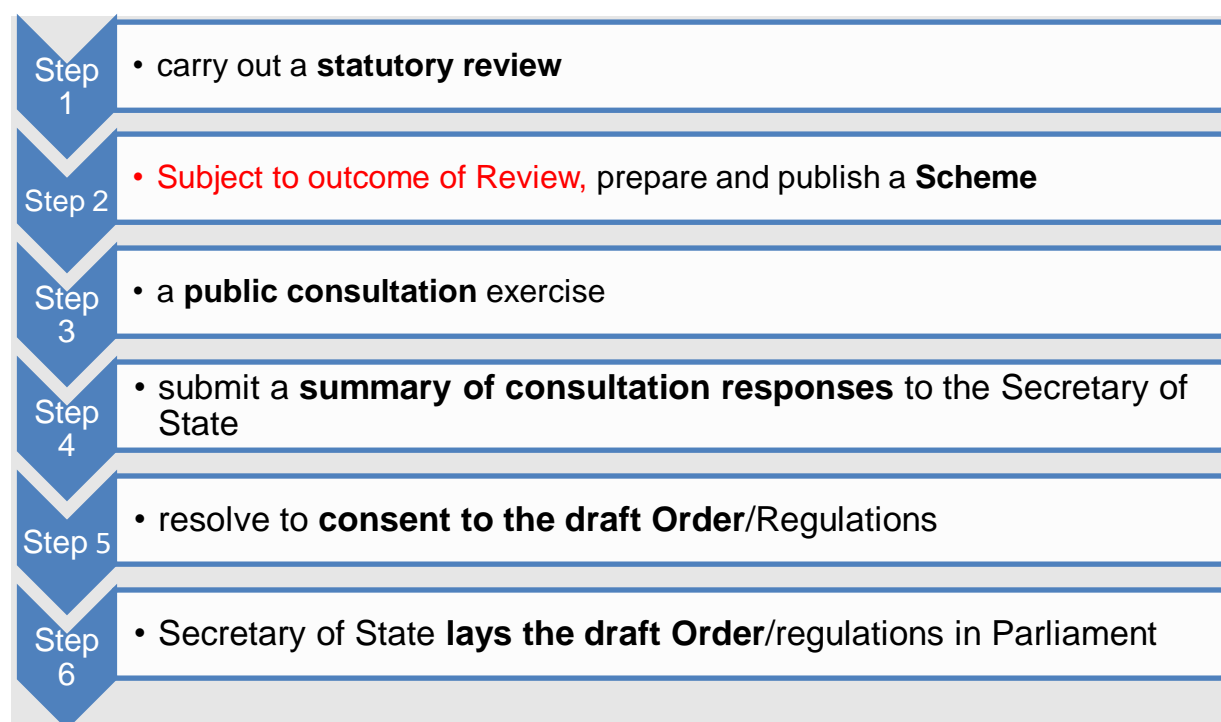 Step
1
• carry out a statutory review
Step 2
• Subject to outcome of Review, prepare and publish a Scheme
Step
3
• a public consultation exercise
Step
4
• submit a summary of consultation responses to the Secretary of
State
Step 5
• resolve to consent to the draft Order/Regulations
Step
6
• Secretary of State lays the draft Order/regulations in Parliament